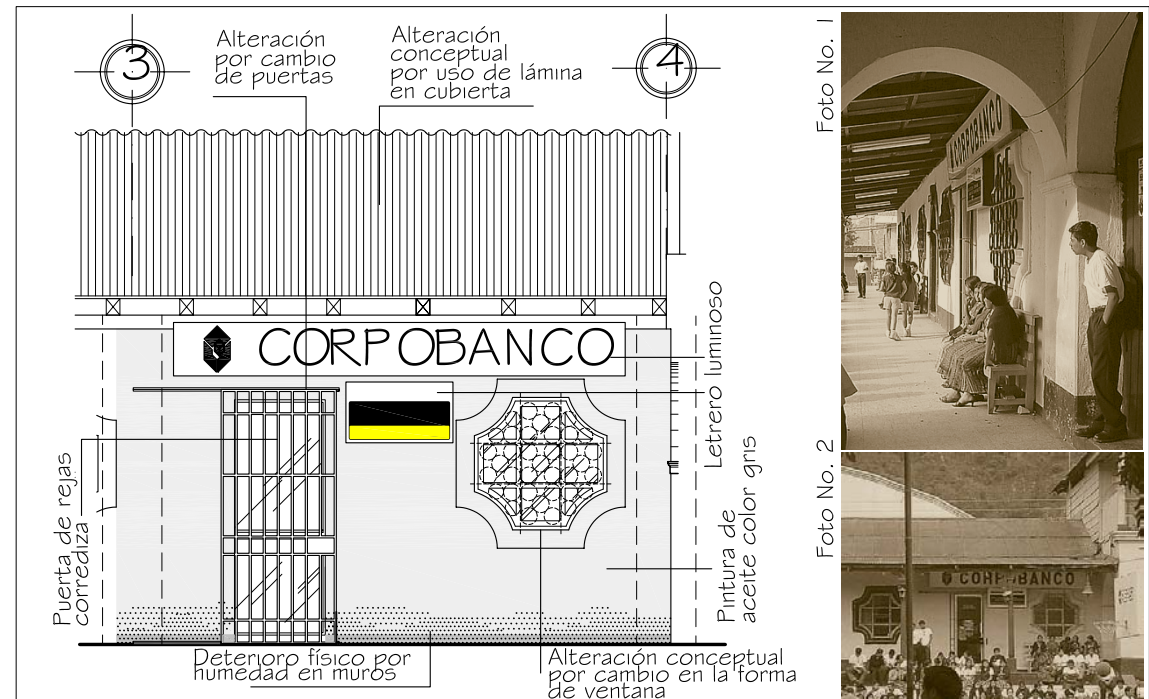 3
Alteración
por cambio
de puertas
Alteración
conceptual
por uso de lámina
en cubierta
4
CORPOBANCO
Letrero luminoso
Puerta de rejas
corrediza
Pintura de
aceite color gris
Deterioro físico por
humedad en muros
Alteración conceptual
por cambio en la forma
de ventana
Foto No. 1
CORPOBANCO
Foto No. 2
CORPOBANCO